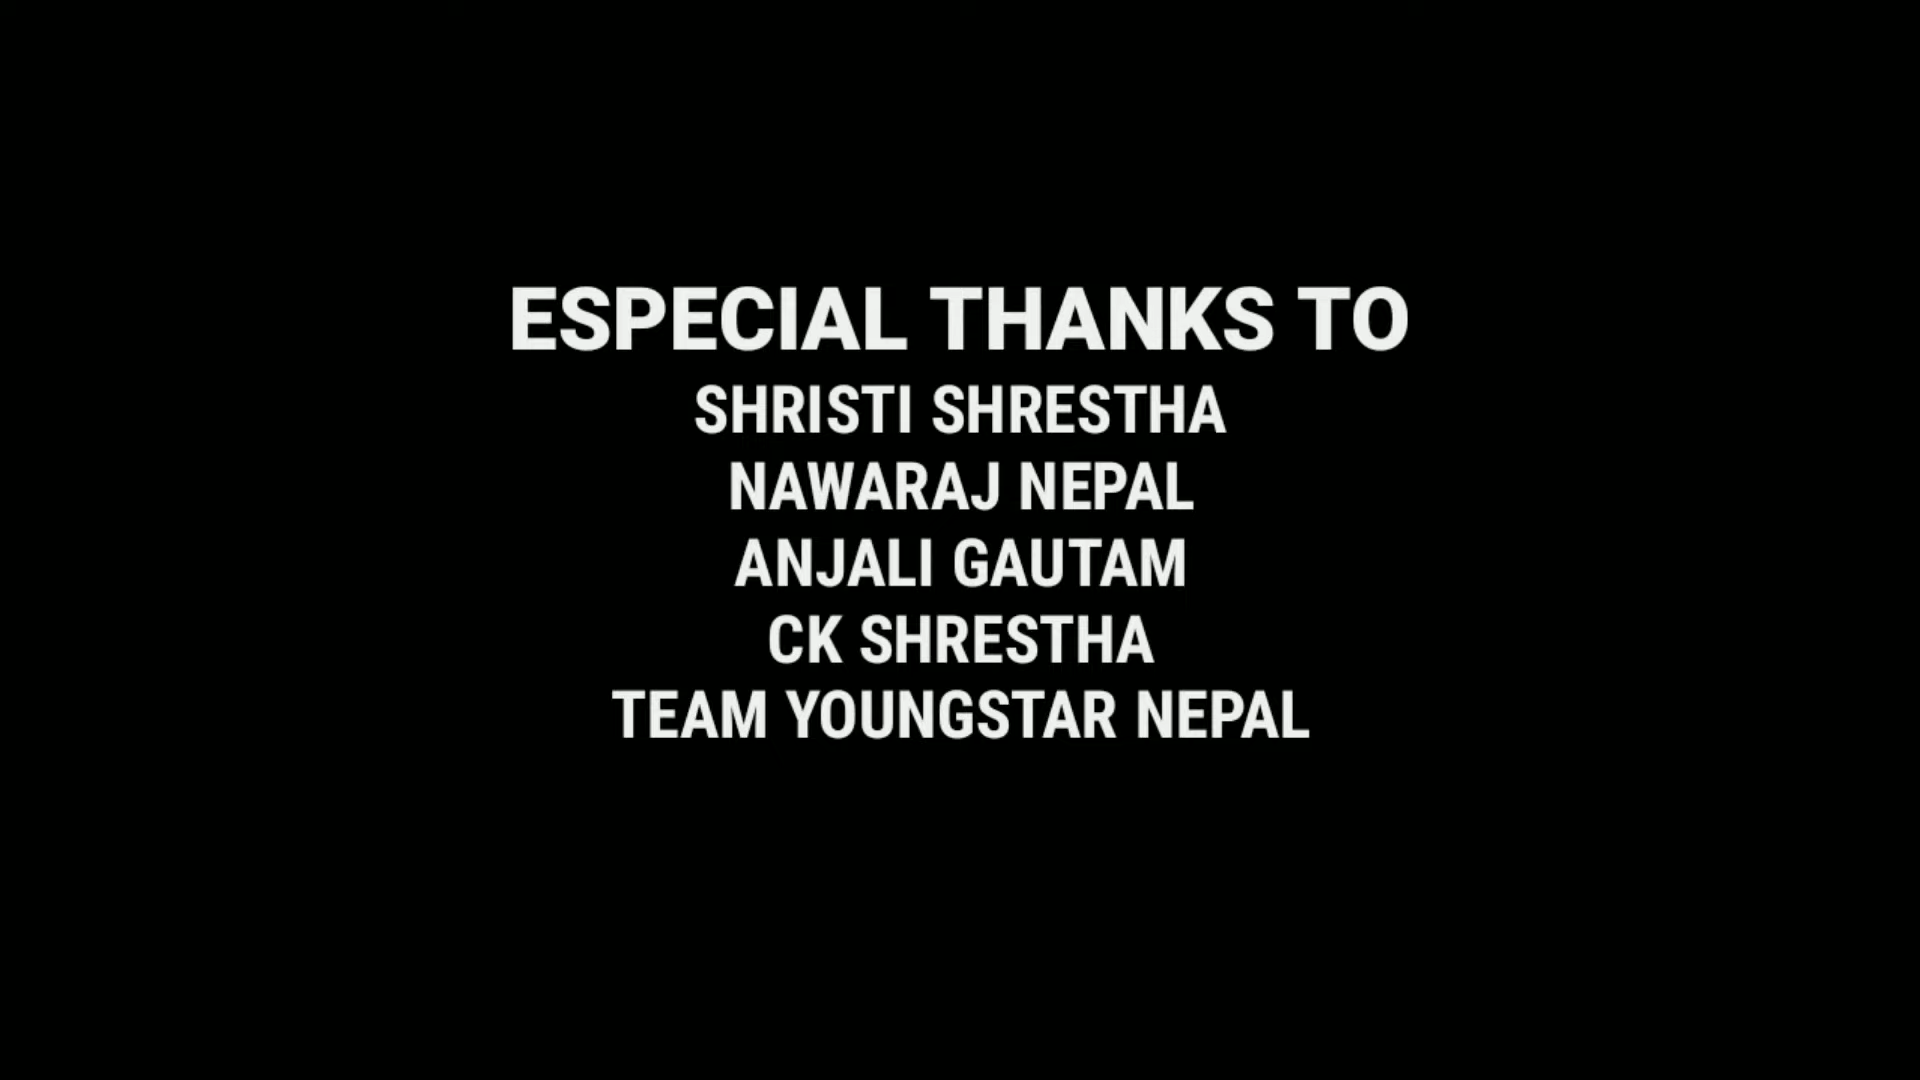 ESPECIAL THANKS TO
SHRISTI SHRESTHA
NAWARAJ NEPAL
ANJALI GAUTAM
CK SHRESTHA
TEAM YOUNGSTAR NEPAL